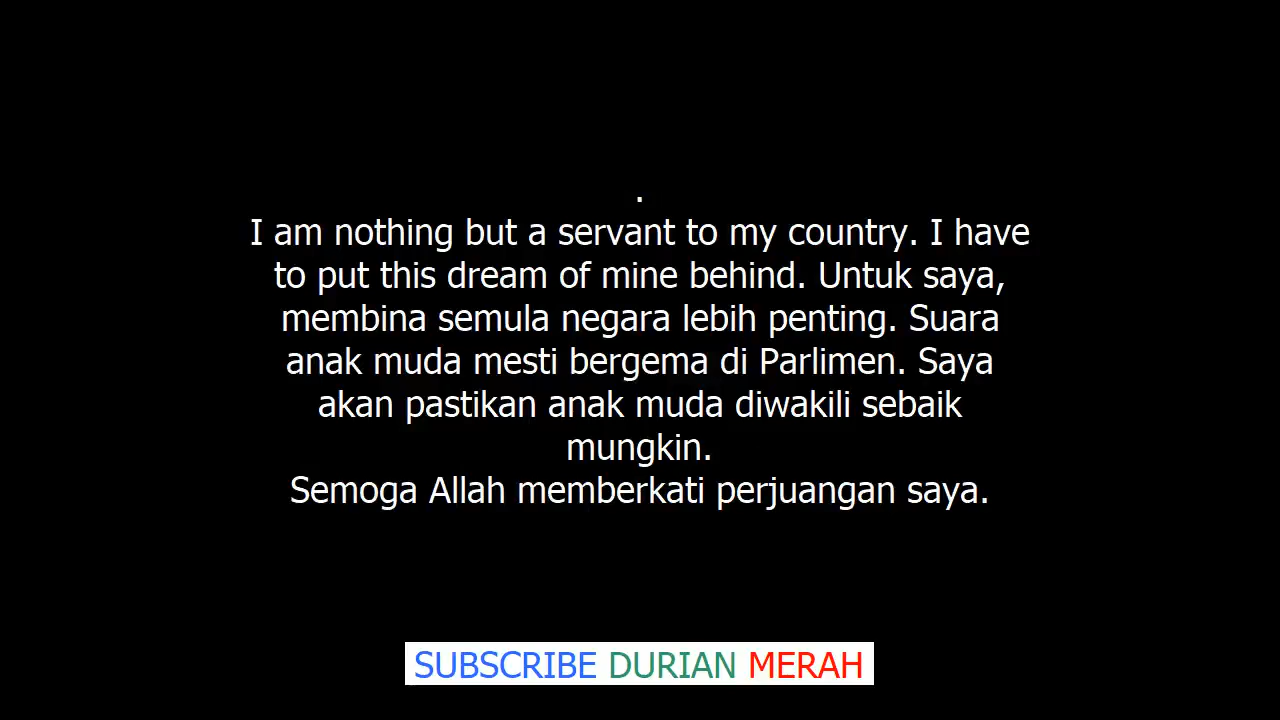 .
I am nothing but a servant to my country. I have
to put this dream of mine behind. Untuk saya,
membina semula negara lebih penting. Suara
anak muda mesti bergema di Parlimen. Saya
akan pastikan anak muda diwakili sebaik
mungkin.
Semoga Allah memberkati perjuangan saya.
SUBSCRIBE DURIAN MERAH